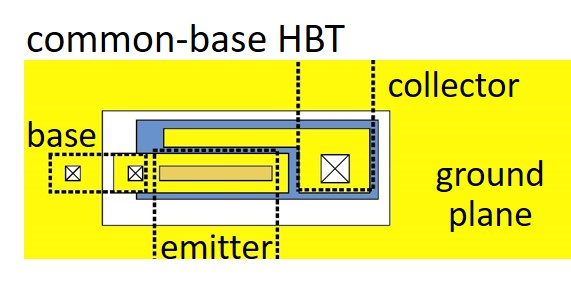 common-base HBT
collector
base
ground
plane
emitter